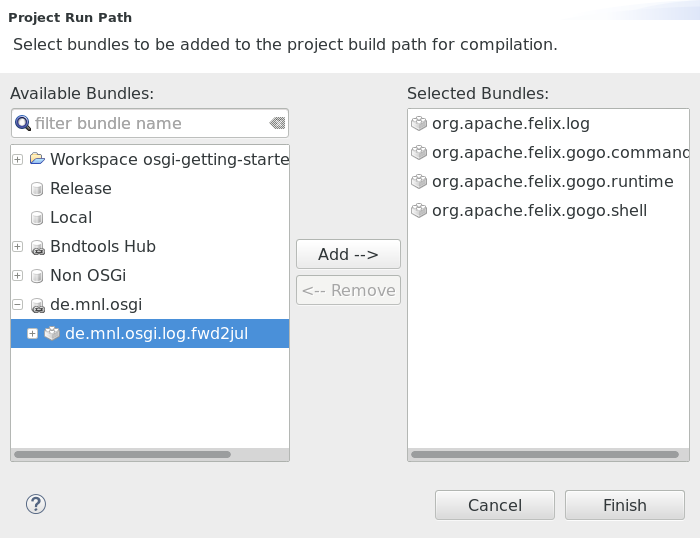 Project Run Path
Select bundles to be added to the project build path for compilation.
Available Bundles:
filter bundle name
Workspace osgi-getting-starte
Release
Local
Bndtools Hub
Non OSGi
de.mnl.osgi
de.mnl.osgi.log.fwd2jul
Add -->
<-- Remove
Selected Bundles:
org.apache.felix.log
org.apache.felix.gogo.command
org.apache.felix.gogo.runtime
org.apache.felix.gogo.shell
?
Cancel
Finish